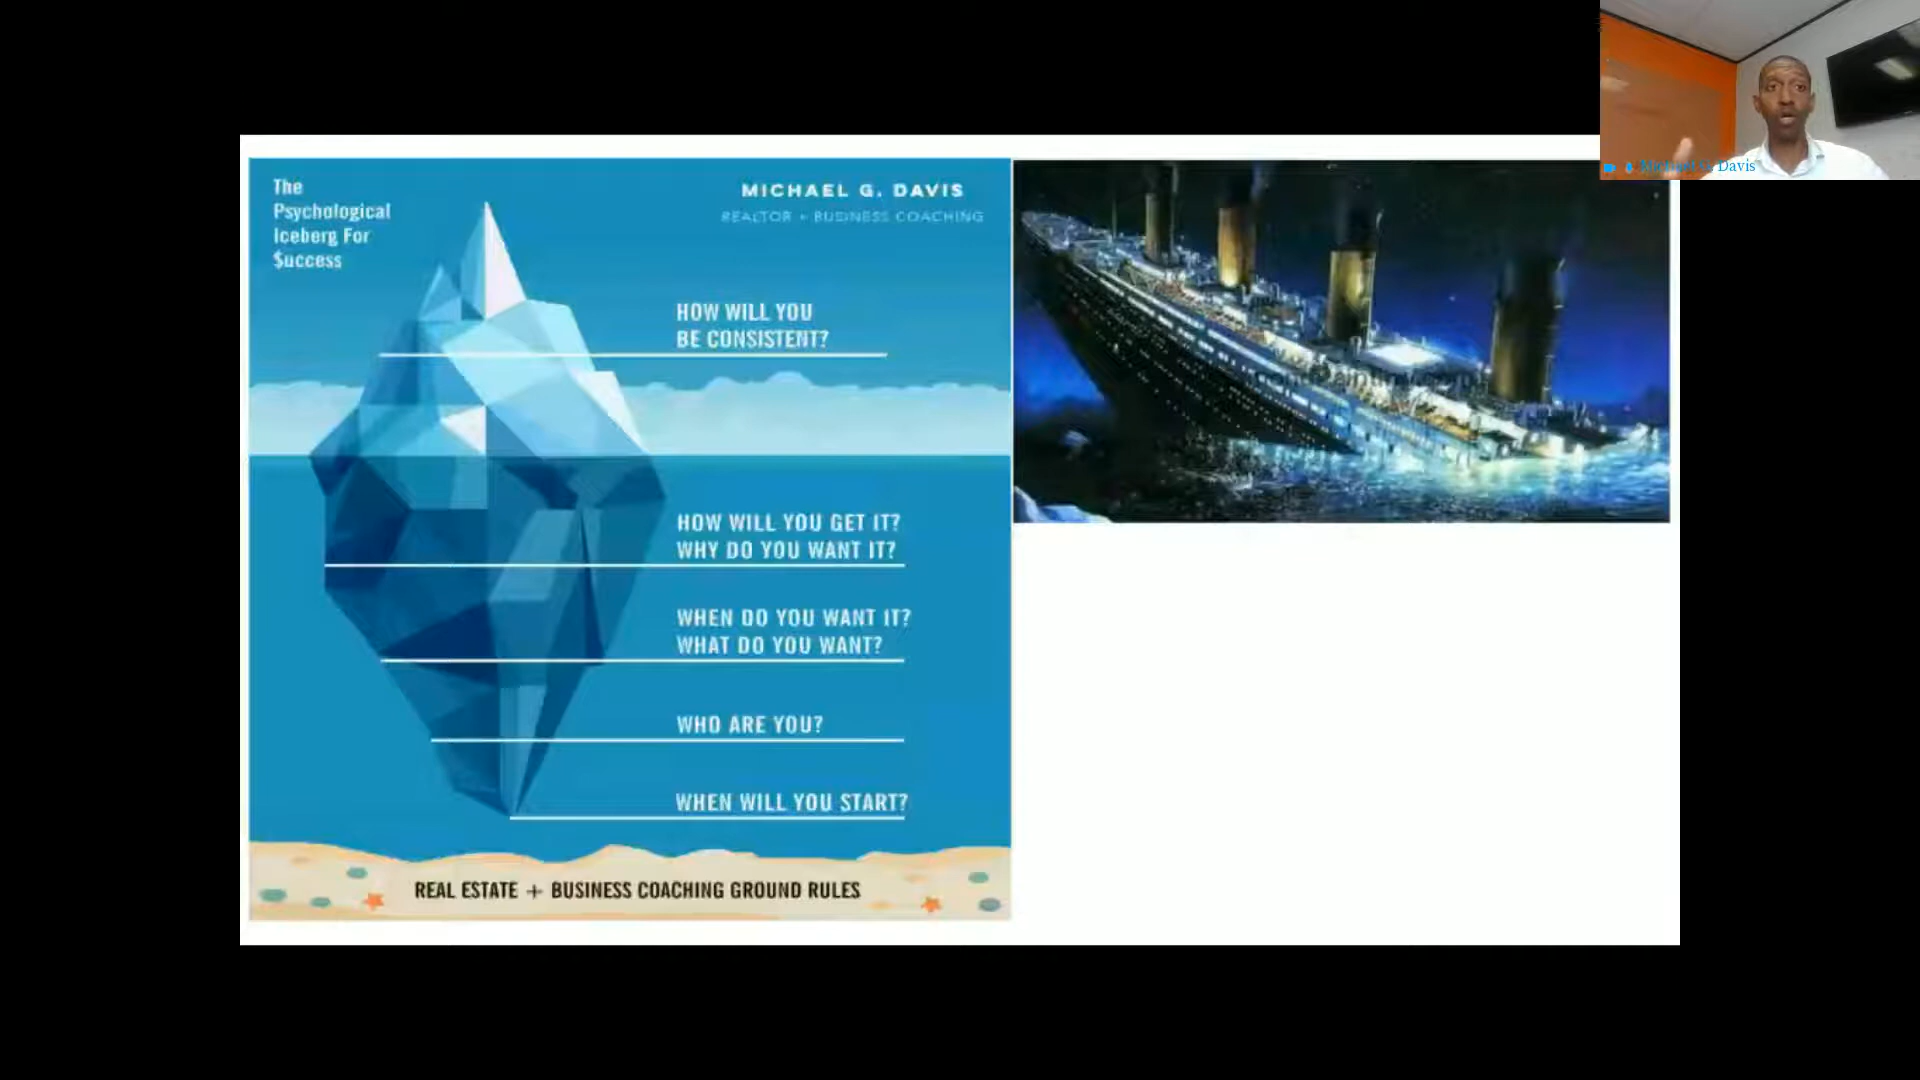 The
Psychological
Iceberg For
$uccess
MICHAEL G. DAVIS
REALTOR + BUSINESS COACHING
HOW WILL YOU
BE CONSISTENT?
HOW WILL YOU GET IT?
WHY DO YOU WANT IT?
WHEN DO YOU WANT IT?
WHAT DO YOU WANT?
WHO ARE YOU?
WHEN WILL YOU START?
REAL ESTATE + BUSINESS COACHING GROUND RULES
Michael G. Davis